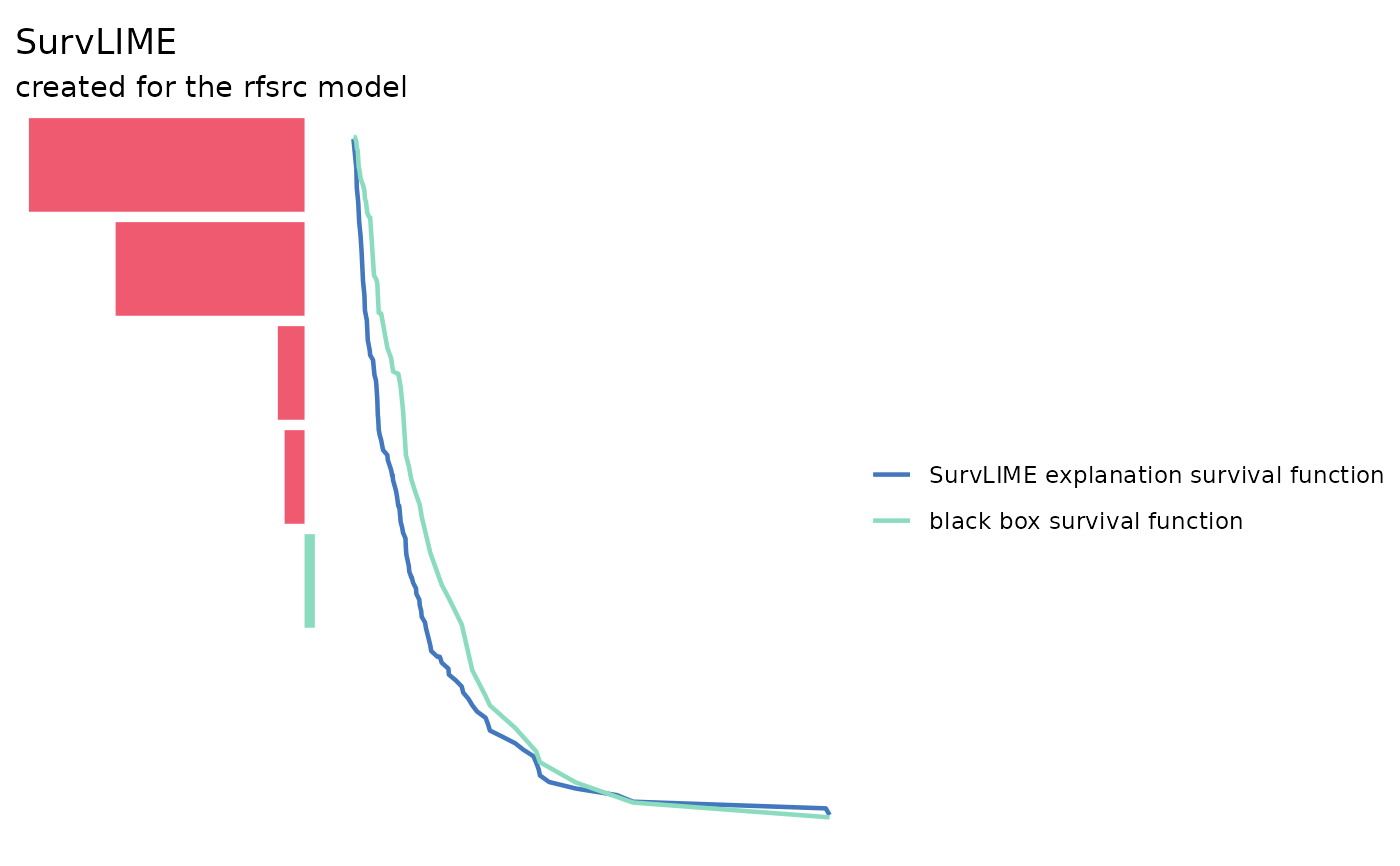 SurvLIME
created for the rfsrc model
SurvLIME explanation survival function
black box survival function